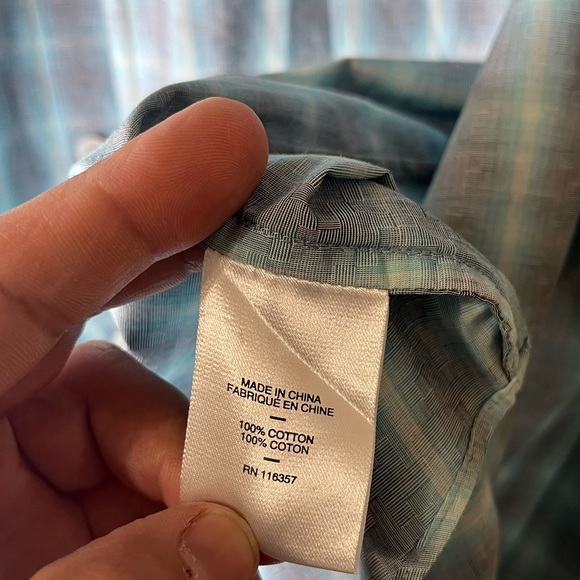 MADE IN CHINA
FABRIQUÉ EN CHINE
—
100% COTTON
100% COTON
—
RN 116357